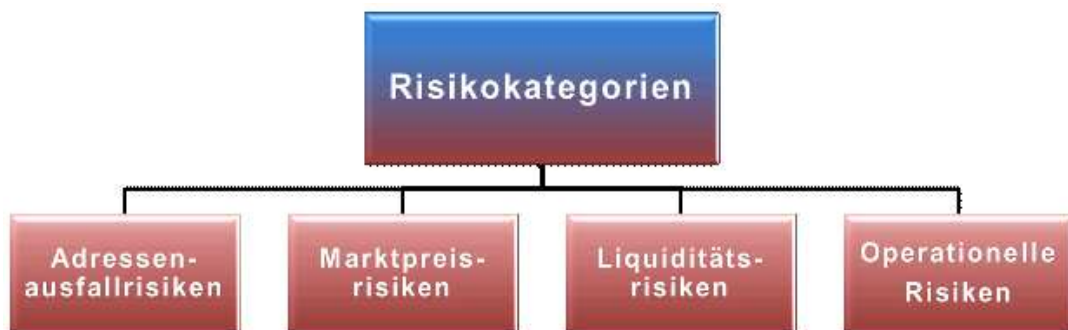 Risikokategorien
Adressen-
ausfallrisiken
Marktpreis-
risiken
Liquiditäts-
risiken
Operationelle
Risiken